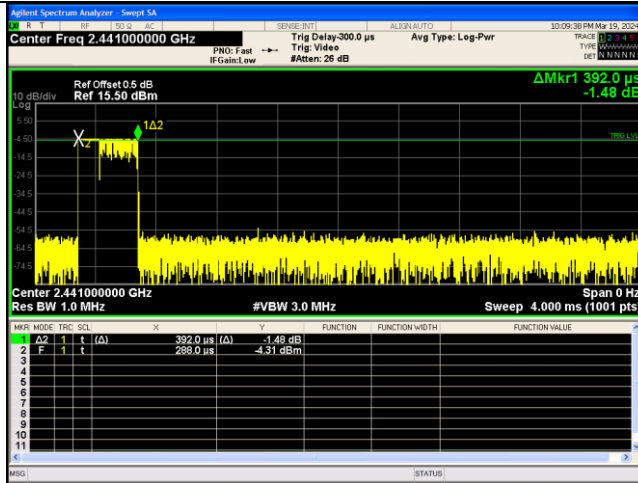 Agilent Spectrum Analyzer - Swept SA
R T RF 50 Ω AC SENSE:INT ALIGN AUTO 10:09:38 PM Mar 19, 2024
Center Freq 2.441000000 GHz Trig Delay-300.0 µs Avg Type: Log-Pwr TRACE 1 2 3 4 5
PNO: Fast Trig: Video TYPE
IFGain:Low #Atten: 26 dB DET N N N N N
ΔMkr1 392.0 µs
Ref Offset 0.5 dB -1.48 dB
10 dB/div Ref 15.50 dBm
Log
5.50
1Δ2
TRIG LVL
-4.50
2
-14.5
-24.5
-34.5
-44.5
-54.5
-64.5
-74.5
Center 2.441000000 GHz Span 0 Hz
Res BW 1.0 MHz #VBW 3.0 MHz Sweep 4.000 ms (1001 pts)
MKR MODE TRC SCL X Y FUNCTION FUNCTION WIDTH FUNCTION VALUE
1 Δ2 1 t (Δ) 392.0 µs (Δ) -1.48 dB
2 F 1 t 288.0 µs -4.31 dBm
3
4
5
6
7
8
9
10
11
MSG STATUS